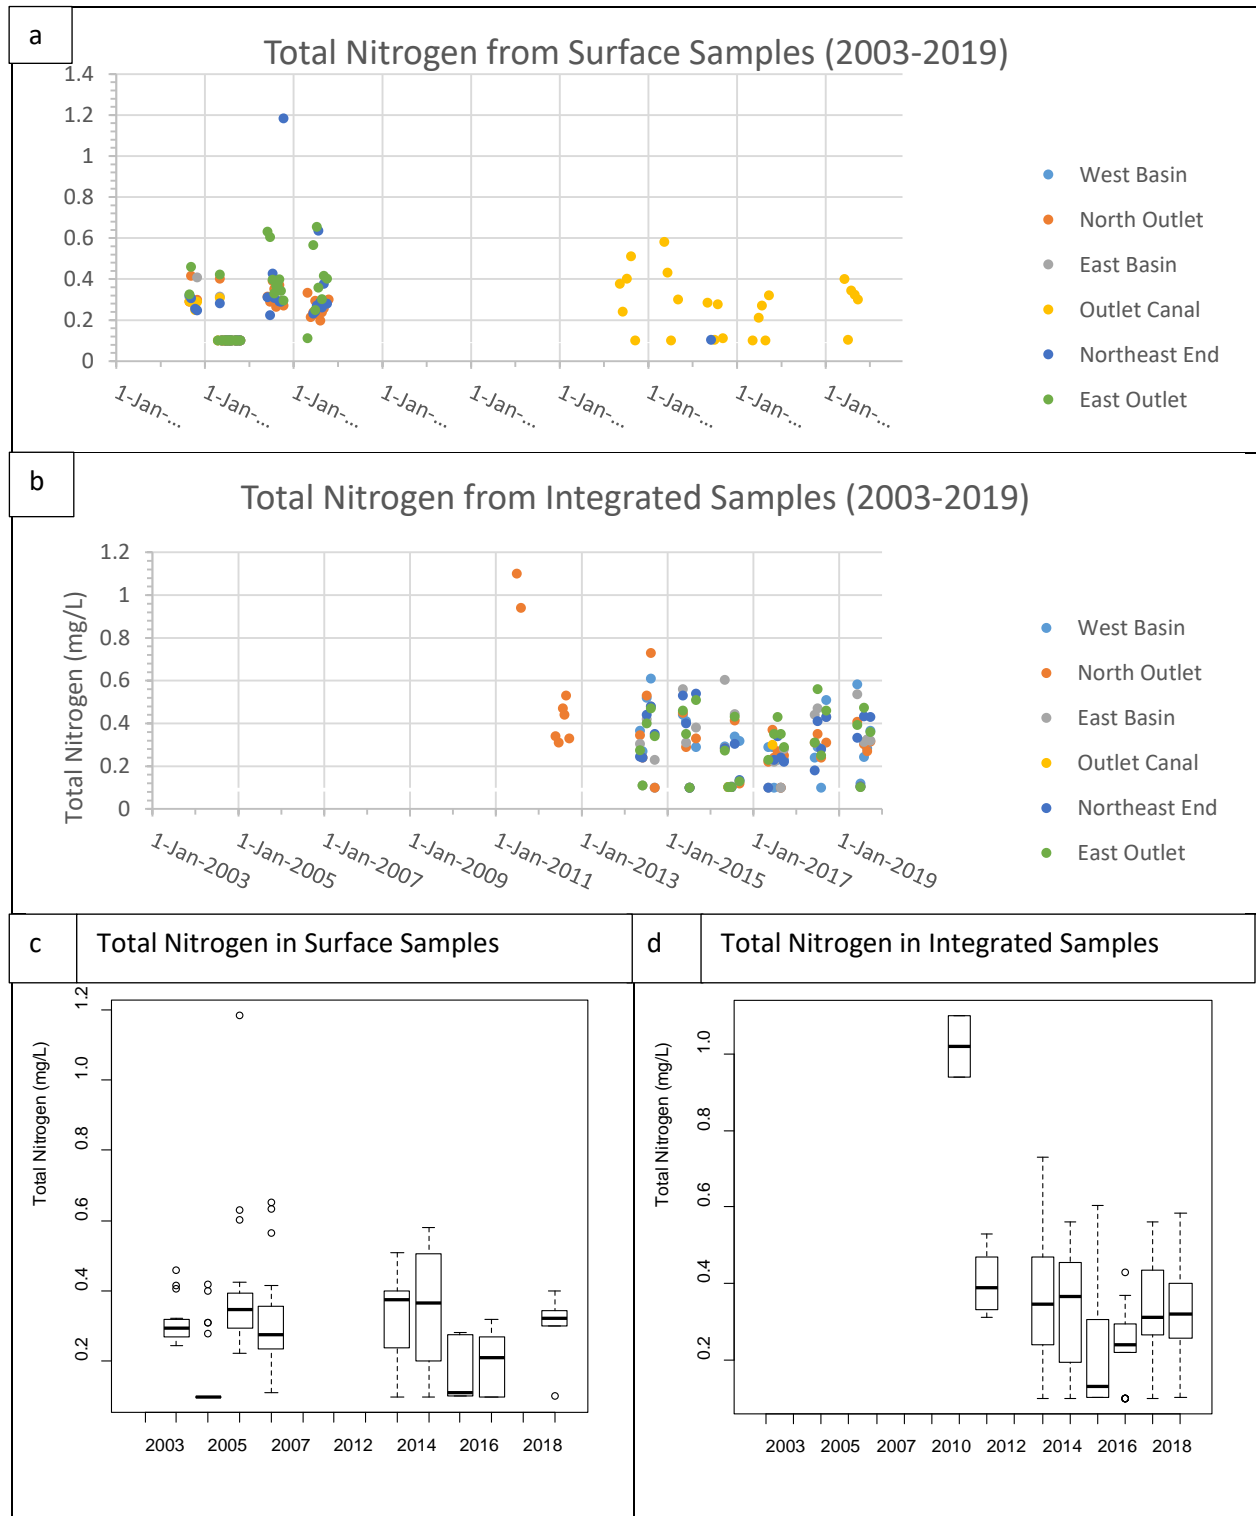 a
Total Nitrogen from Surface Samples (2003-2019)
1.4
1.2
1
0.8
0.6
0.4
0.2
0
1-Jan-...
1-Jan-...
1-Jan-...
1-Jan-...
1-Jan-...
1-Jan-...
1-Jan-...
1-Jan-...
1-Jan-...
West Basin
North Outlet
East Basin
Outlet Canal
Northeast End
East Outlet
b
Total Nitrogen from Integrated Samples (2003-2019)
Total Nitrogen (mg/L)
1.2
1
0.8
0.6
0.4
0.2
0
1-Jan-2003
1-Jan-2005
1-Jan-2007
1-Jan-2009
1-Jan-2011
1-Jan-2013
1-Jan-2015
1-Jan-2017
1-Jan-2019
West Basin
North Outlet
East Basin
Outlet Canal
Northeast End
East Outlet
c
Total Nitrogen in Surface Samples
Total Nitrogen (mg/L)
1.2
1.0
0.8
0.6
0.4
0.2
2003 2005 2007 2012 2014 2016 2018
d
Total Nitrogen in Integrated Samples
Total Nitrogen (mg/L)
1.0
0.8
0.6
0.4
0.2
2003 2005 2007 2010 2012 2014 2016 2018